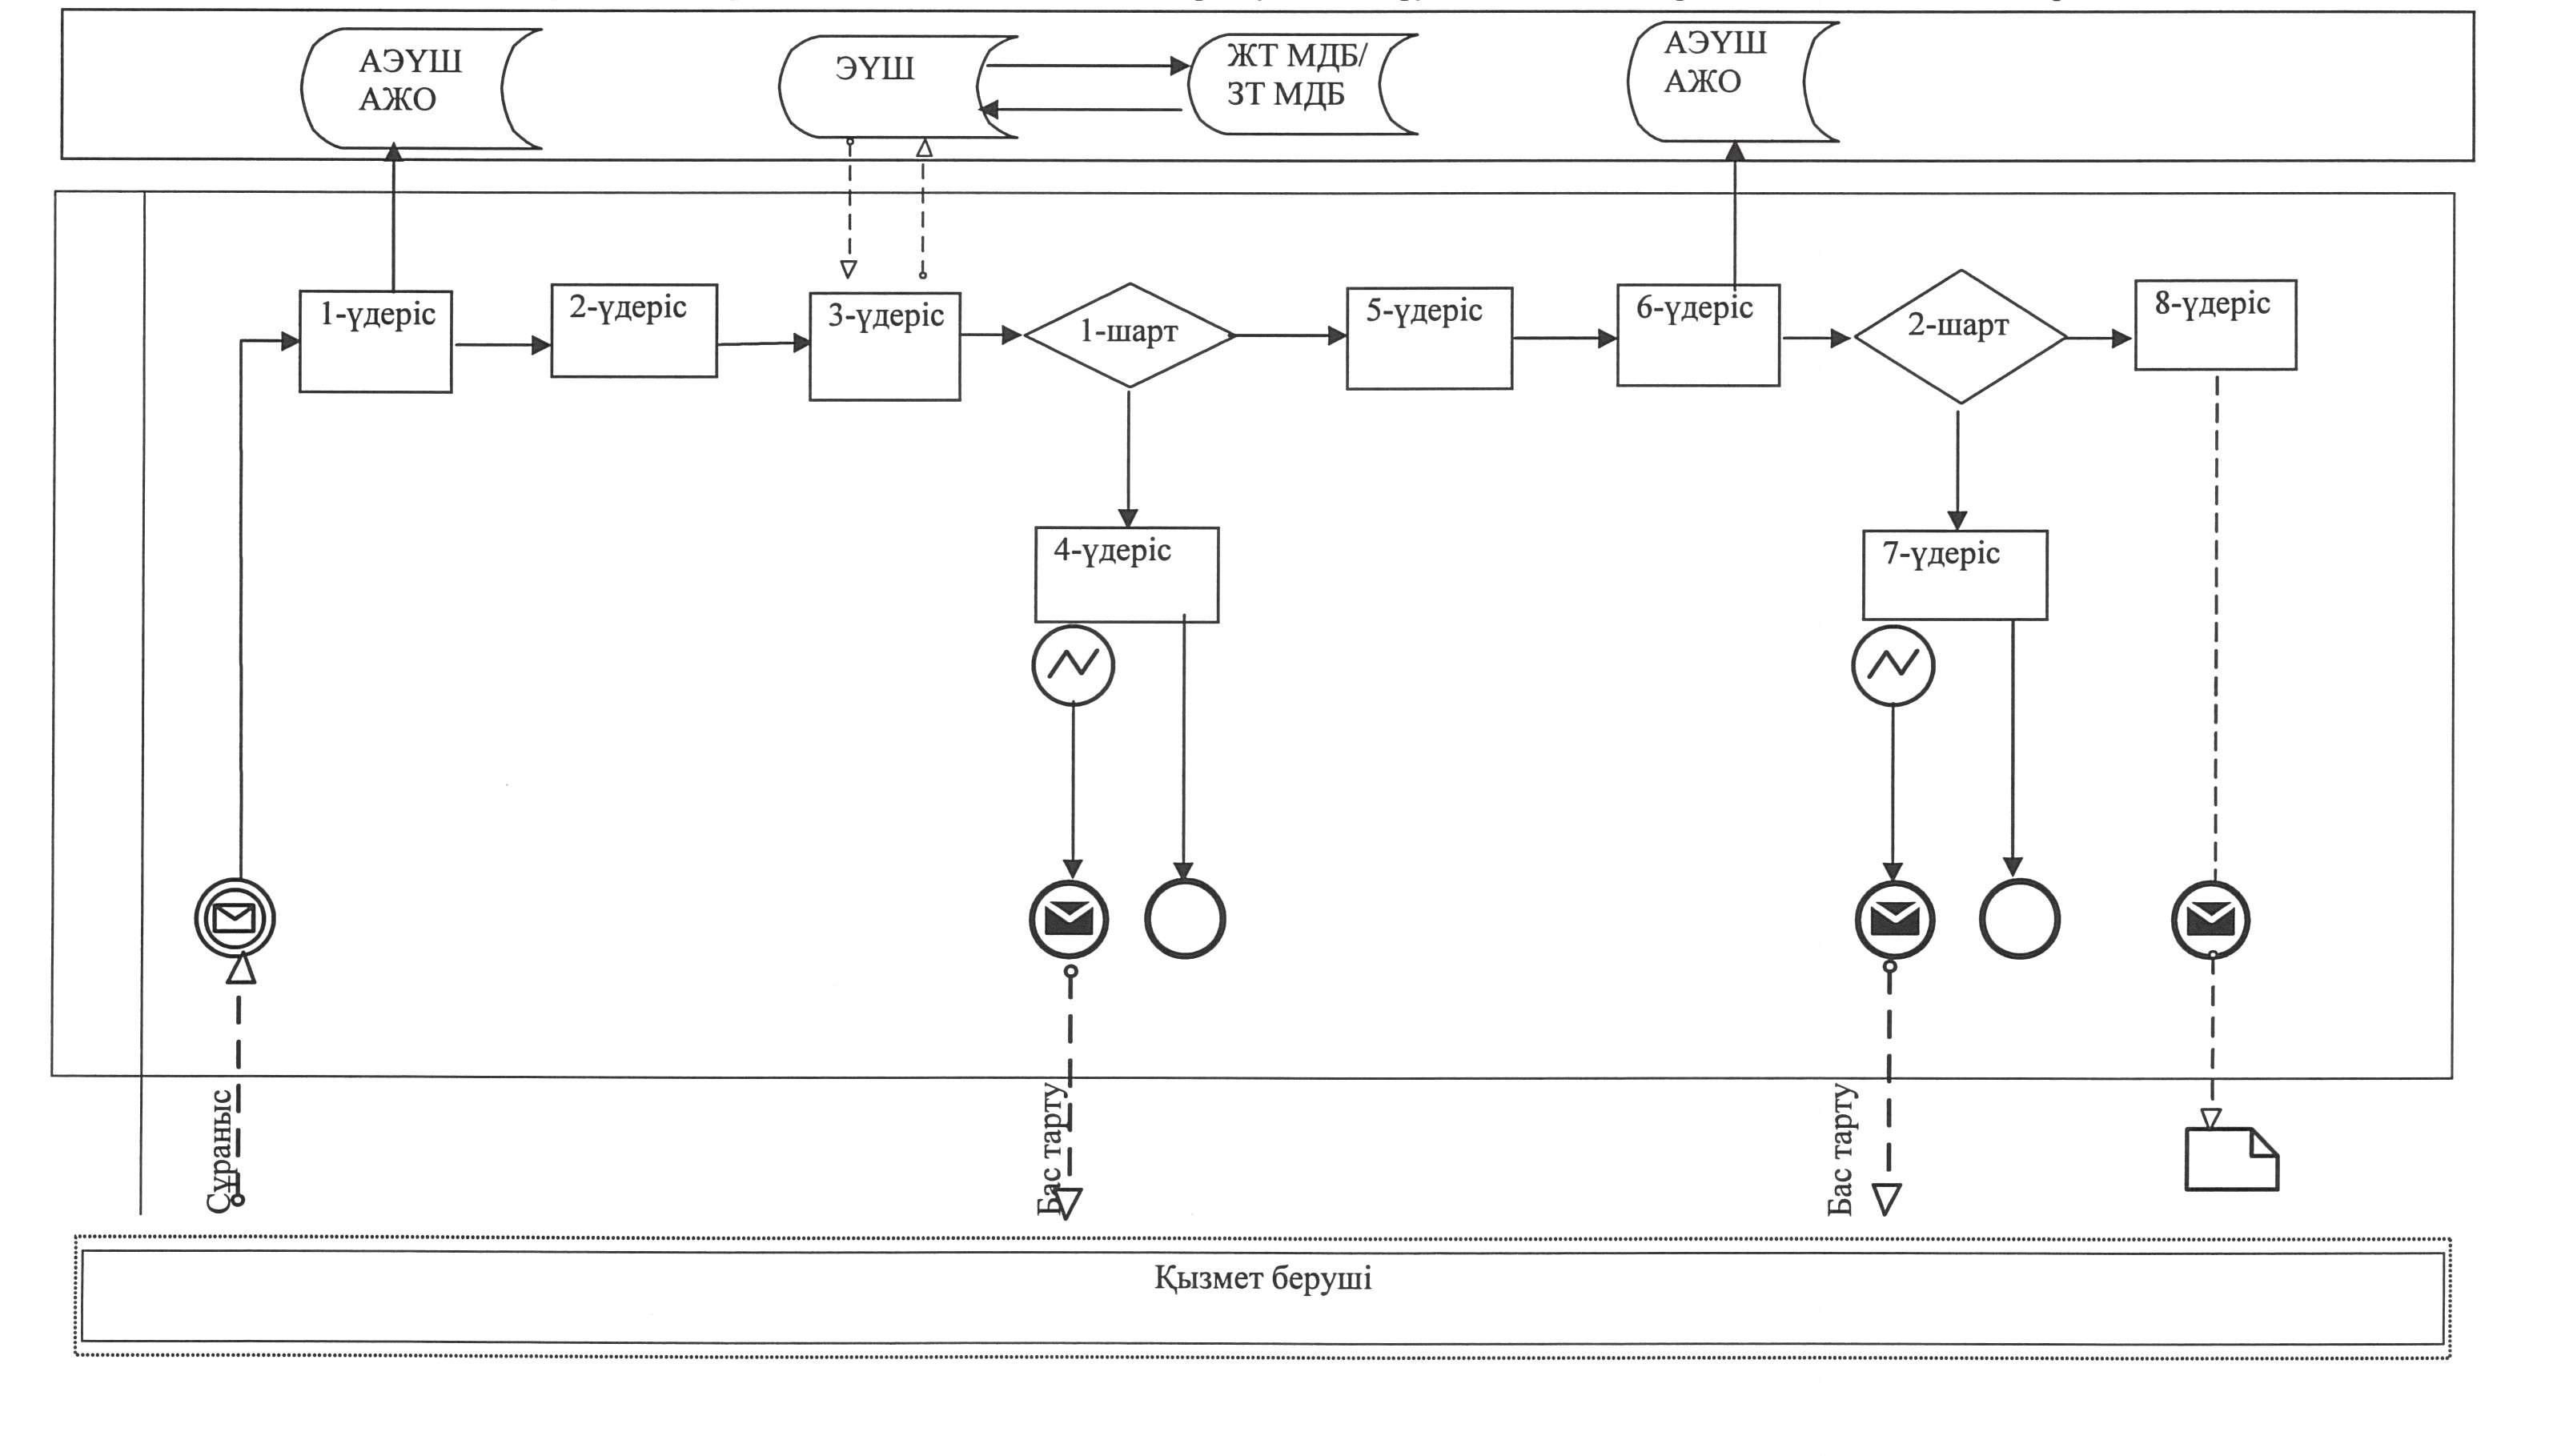 АЭҮШ
АЖО
ЭҮШ
ЖТ МДБ/
ЗТ МДБ
АЭҮШ
АЖО
1-үдеріс
2-үдеріс
3-үдеріс
1-шарт
5-үдеріс
6-үдеріс
2-шарт
8-үдеріс
4-үдеріс
7-үдеріс
Сұраныс
Бас тарту
Бас тарту
Қызмет беруші